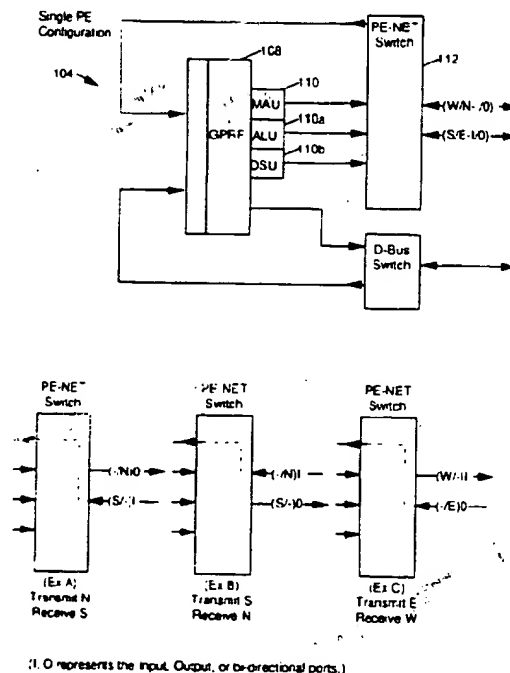 Single PE
Configuration
104
108
PE-NET
Switch
112
GPRF
110
MAU
110a
ALU
110b
DSU
(W/N-I/0)
(S/E-I/0)
D-Bus
Switch
PE-NET
Switch
(-/N)0
(S/-)I
(Ex A)
Transmit N
Receive S
PE NET
Switch
(-/N)I
(S/-)0
(Ex B)
Transmit S
Receive N
PE-NET
Switch
(W/-)I
(-/E)0
(Ex C)
Transmit E
Receive W
(I, O represents the Input, Output, or bi-directional ports.)